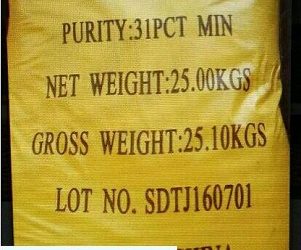 PURITY:31PCT MIN
NET WEIGHT:25.00KGS
GROSS WEIGHT:25.10KGS
LOT NO. SDTJ160701